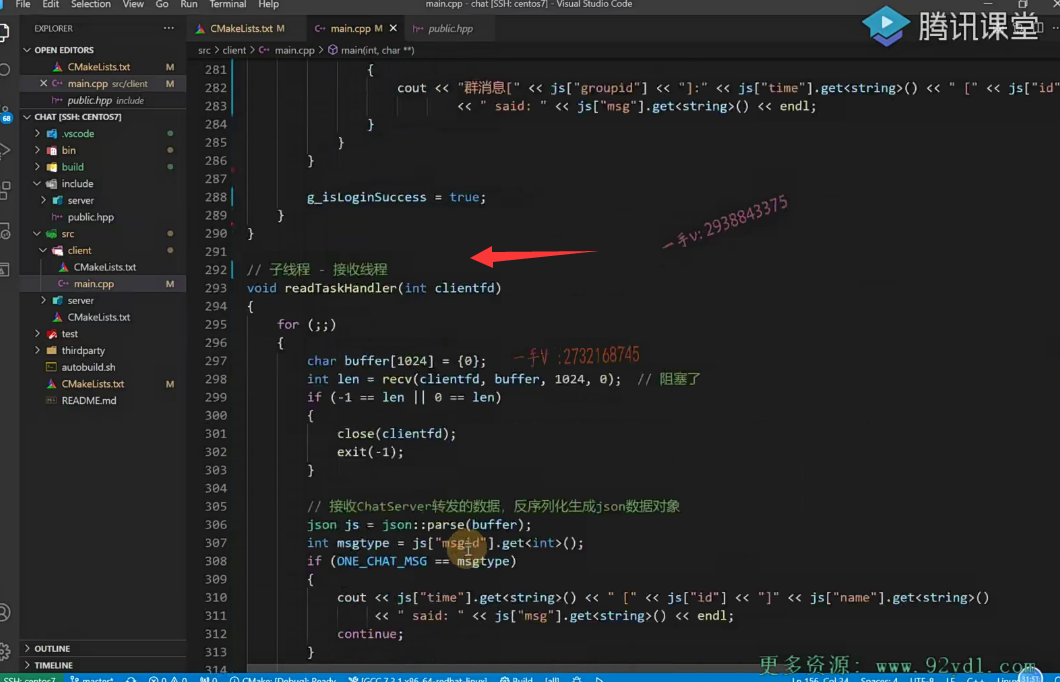 File Edit Selection View Go Run Terminal Help
main.cpp - chat [SSH: centos7] - Visual Studio Code
腾讯课堂
EXPLORER
CMakeLists.txt M
main.cpp M
public.hpp
OPEN EDITORS
src > client > main.cpp > main(int, char **)
CMakeLists.txt M
main.cpp src/client M
public.hpp include
68
CHAT [SSH: CENTOS7]
.vscode
bin
build
include
server
public.hpp
src
client
CMakeLists.txt
main.cpp M
server
CMakeLists.txt
test
thirdparty
autobuild.sh
CMakeLists.txt M
README.md
OUTLINE
TIMELINE
281 {
282 cout << "群消息[" << js["groupid"] << "]:" << js["time"].get<string>() << " [" << js["id"
283 << " said: " << js["msg"].get<string>() << endl;
284 }
285 }
286 }
287
288 g_isLoginSuccess = true;
289 }
290 }
291
292 // 子线程 - 接收线程
293 void readTaskHandler(int clientfd)
294 {
295 for (;;)
296 {
297 char buffer[1024] = {0};
298 int len = recv(clientfd, buffer, 1024, 0); // 阻塞了
299 if (-1 == len || 0 == len)
300 {
301 close(clientfd);
302 exit(-1);
303 }
304
305 // 接收ChatServer转发的数据，反序列化生成json数据对象
306 json js = json::parse(buffer);
307 int msgtype = js["msgid"].get<int>();
308 if (ONE_CHAT_MSG == msgtype)
309 {
310 cout << js["time"].get<string>() << " [" << js["id"] << "]" << js["name"].get<string>()
311 << " said: " << js["msg"].get<string>() << endl;
312 continue;
313 }
314
一手v: 2938843375
一手V :2732168745
更多资源: www.92ydl.com
SSH: centos7 master* 0 0 CMake: [Debug]: Ready [GCC 7.3.1 x86_64-redhat-linux] Build [all] Ln 156, Col 34 Spaces: 4 UTF-8 LF C++ Linux